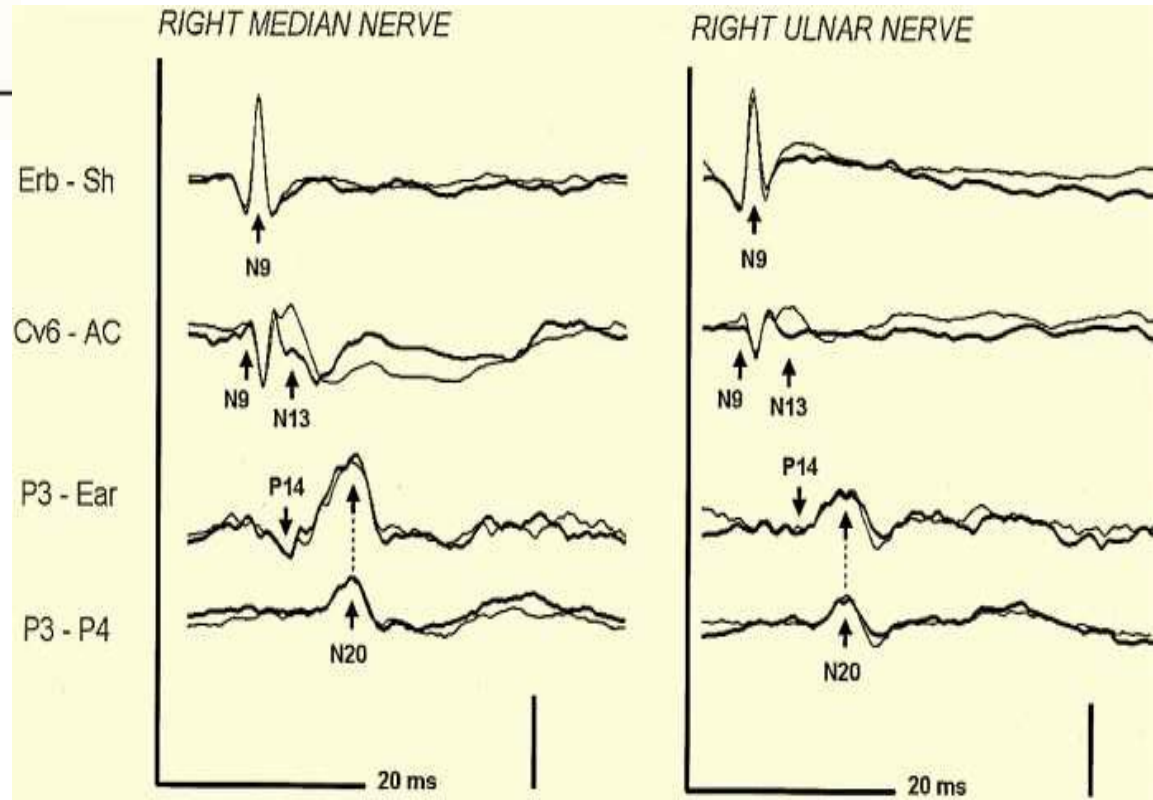 RIGHT MEDIAN NERVE
RIGHT ULNAR NERVE
Erb - Sh
N9
N9
Cv6 - AC
N9
N13
N9
N13
P3 - Ear
P14
P14
P3 - P4
N20
N20
20 ms
20 ms